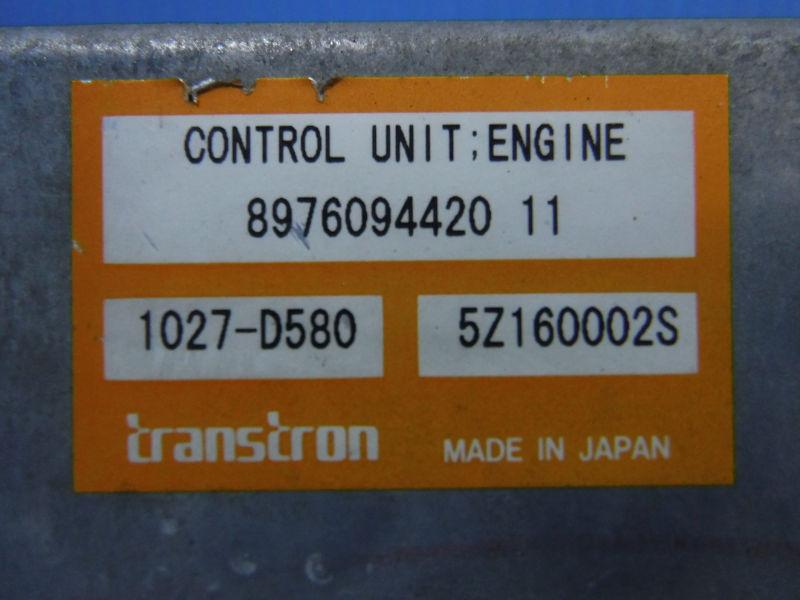 CONTROL UNIT;ENGINE
8976094420 11
1027-D580 5Z160002S
transtron MADE IN JAPAN